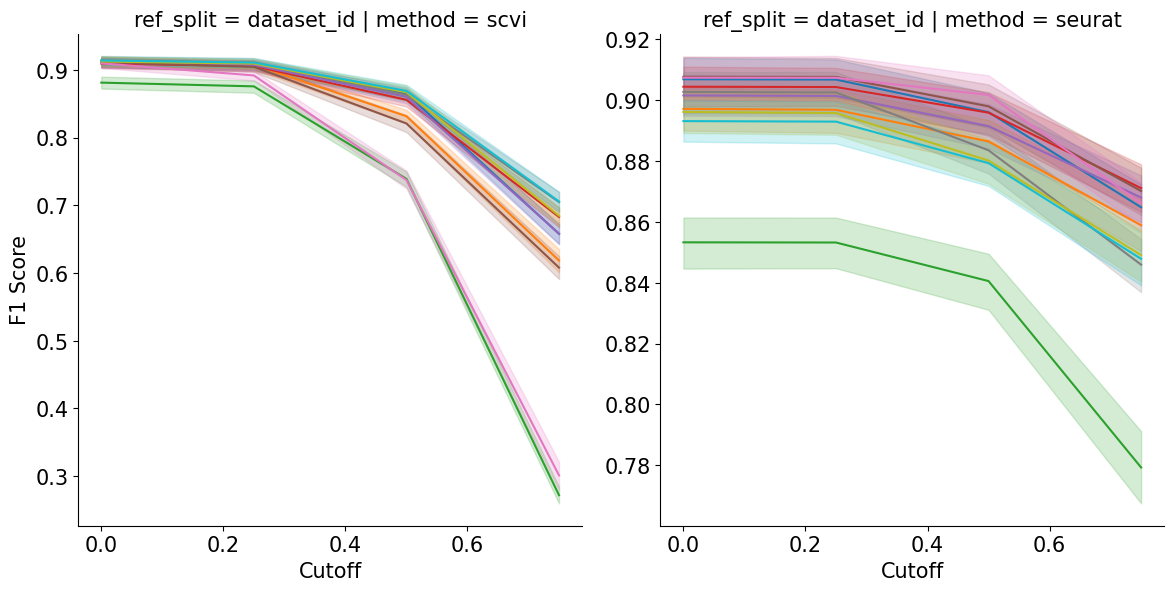 ref_split = dataset_id | method = scvi
F1 Score
0.9
0.8
0.7
0.6
0.5
0.4
0.3
0.0 0.2 0.4 0.6
Cutoff
ref_split = dataset_id | method = seurat
0.92
0.90
0.88
0.86
0.84
0.82
0.80
0.78
0.0 0.2 0.4 0.6
Cutoff